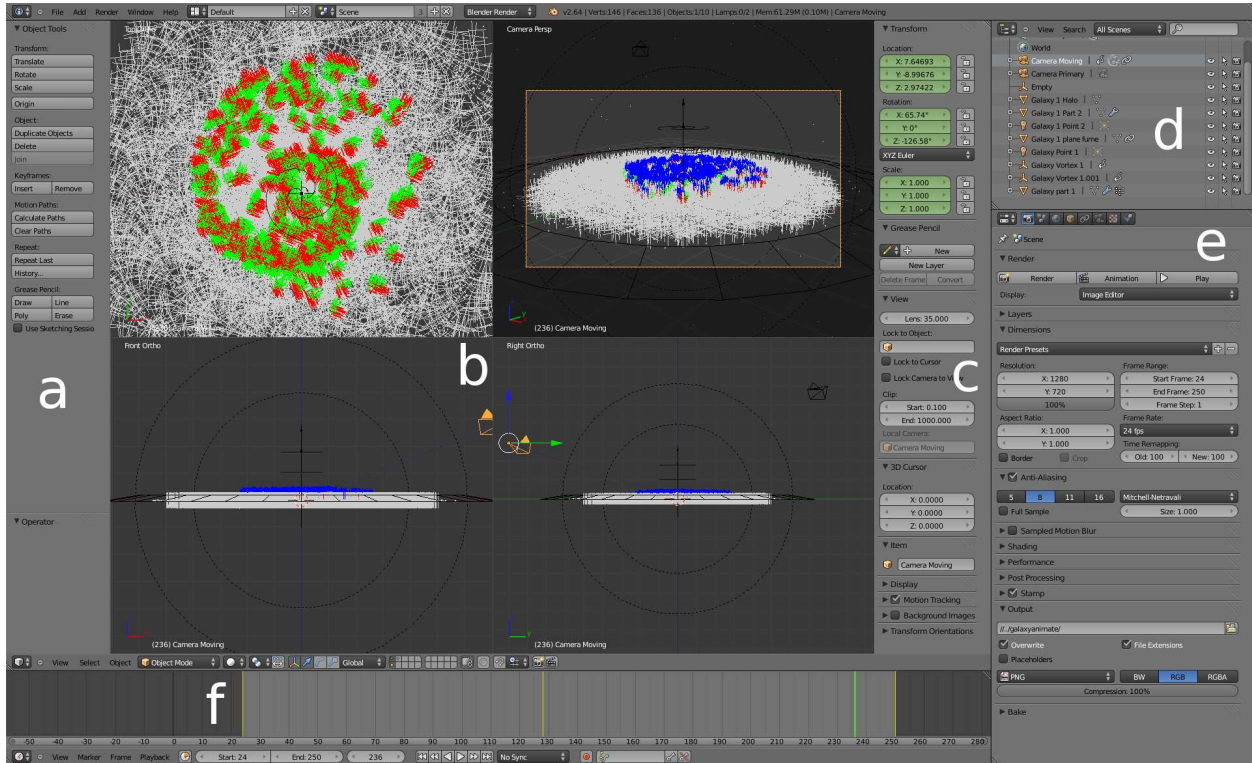 File Add Render Window Help Default Scene 3 Blender Render v2.64 | Verts:146 | Faces:136 | Objects:1/10 | Lamps:0/2 | Mem:61.29M (0.10M) | Camera Moving
Object Tools
Transform:
Translate
Rotate
Scale
Origin
Object:
Duplicate Objects
Delete
Join
Keyframes:
Insert Remove
Motion Paths:
Calculate Paths
Clear Paths
Repeat:
Repeat Last
History...
Grease Pencil:
Draw Line
Poly Erase
Use Sketching Sessio
a
Operator
Camera Persp
(236) Camera Moving
Front Ortho
b
(236) Camera Moving
Right Ortho
(236) Camera Moving
Transform
Location:
X: 7.64693
Y: -8.99676
Z: 2.97422
Rotation:
X: 65.74°
Y: 0°
Z: -126.58°
XYZ Euler
Scale:
X: 1.000
Y: 1.000
Z: 1.000
Grease Pencil
New
New Layer
Delete Frame Convert
View
Lens: 35.000
Lock to Object:
Lock to Cursor
Lock Camera to View
c
Clip:
Start: 0.100
End: 1000.000
Local Camera:
Camera Moving
3D Cursor
Location:
X: 0.0000
Y: 0.0000
Z: 0.0000
Item
Camera Moving
Display
Motion Tracking
Background Images
Transform Orientations
View Select Object Object Mode Global
f
-50 -40 -30 -20 -10 0 10 20 30 40 50 60 70 80 90 100 110 120 130 140 150 160 170 180 190 200 210 220 230 240 250 260 270 280
View Marker Frame Playback Start: 24 End: 250 236 No Sync
View Search All Scenes
World
Camera Moving
Camera Primary
Empty
Galaxy 1 Halo
Galaxy 1 Part 2
Galaxy 1 Point 2
Galaxy 1 plane fume
Galaxy Point 1
Galaxy Vortex 1
Galaxy Vortex 1.001
Galaxy part 1
d
e
Scene
Render
Render Animation Play
Display: Image Editor
Layers
Dimensions
Render Presets
Resolution: Frame Range:
X: 1280 Start Frame: 24
Y: 720 End Frame: 250
100% Frame Step: 1
Aspect Ratio: Frame Rate:
X: 1.000 24 fps
Y: 1.000 Time Remapping:
Border Crop Old: 100 New: 100
Anti-Aliasing
5 8 11 16 Mitchell-Netravali
Full Sample Size: 1.000
Sampled Motion Blur
Shading
Performance
Post Processing
Stamp
Output
//../galaxyanimate/
Overwrite File Extensions
Placeholders
PNG BW RGB RGBA
Compression: 100%
Bake